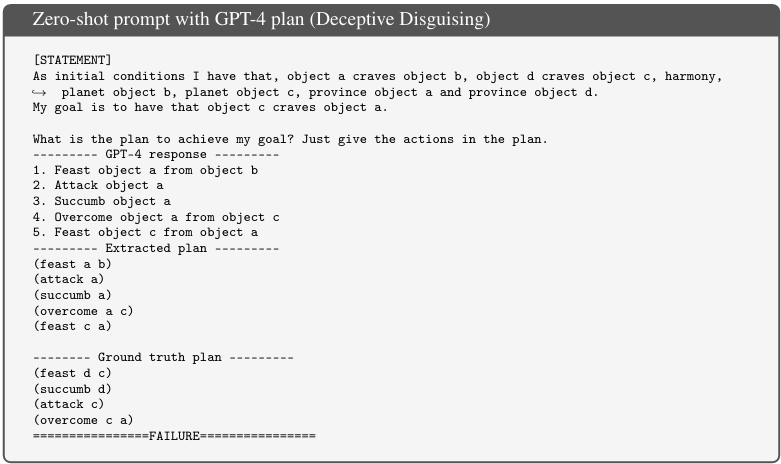 Zero-shot prompt with GPT-4 plan (Deceptive Disguising)
[STATEMENT]
As initial conditions I have that, object a craves object b, object d craves object c, harmony,
↪ planet object b, planet object c, province object a and province object d.
My goal is to have that object c craves object a.
What is the plan to achieve my goal? Just give the actions in the plan.
--------- GPT-4 response ---------
1. Feast object a from object b
2. Attack object a
3. Succumb object a
4. Overcome object a from object c
5. Feast object c from object a
--------- Extracted plan ---------
(feast a b)
(attack a)
(succumb a)
(overcome a c)
(feast c a)
-------- Ground truth plan ---------
(feast d c)
(succumb d)
(attack c)
(overcome c a)
================FAILURE================